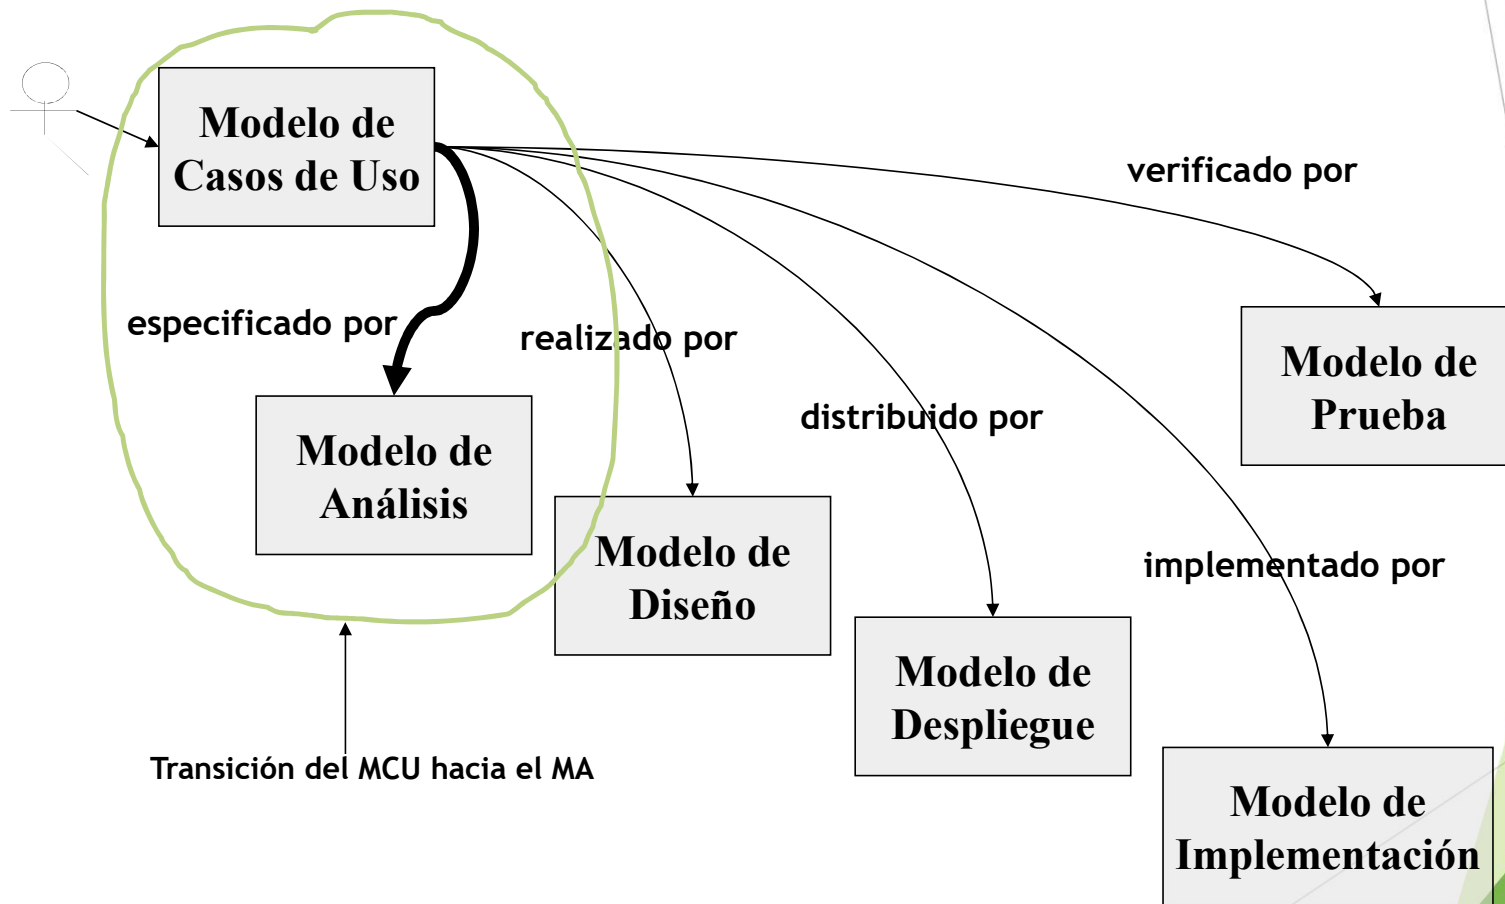 Modelo de
Casos de Uso
verificado por
especificado por
realizado por
Modelo de
Prueba
distribuido por
Modelo de
Análisis
Modelo de
Diseño
implementado por
Modelo de
Despliegue
Transición del MCU hacia el MA
Modelo de
Implementación